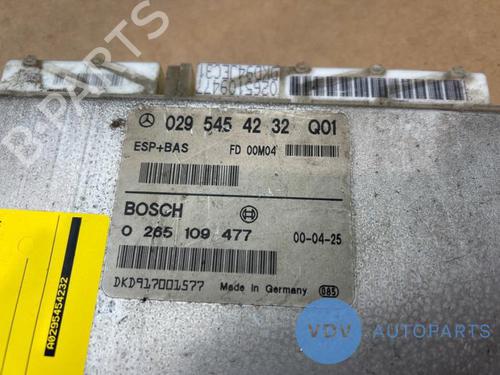 B-PARTS
029 545 42 32 Q01
ESP+BAS FD 00M04
BOSCH
0 265 109 477 00-04-25
DKD917001577 Made in Germany 085
A0295454232
VDV AUTOPARTS